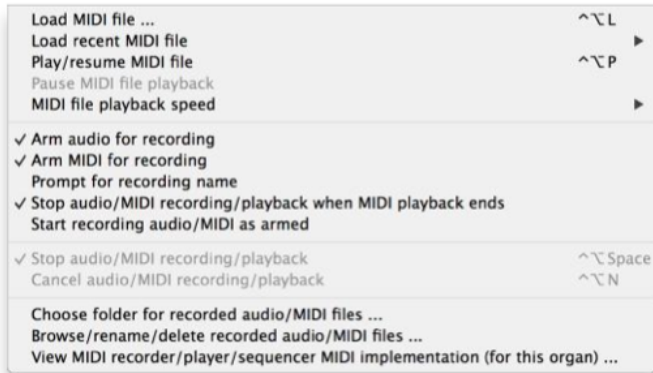 Load MIDI file ... ^⌥L
Load recent MIDI file ▶
Play/resume MIDI file ^⌥P
Pause MIDI file playback
MIDI file playback speed ▶
✓ Arm audio for recording
✓ Arm MIDI for recording
Prompt for recording name
✓ Stop audio/MIDI recording/playback when MIDI playback ends
Start recording audio/MIDI as armed
✓ Stop audio/MIDI recording/playback ^⌥Space
Cancel audio/MIDI recording/playback ^⌥N
Choose folder for recorded audio/MIDI files ...
Browse/rename/delete recorded audio/MIDI files ...
View MIDI recorder/player/sequencer MIDI implementation (for this organ) ...